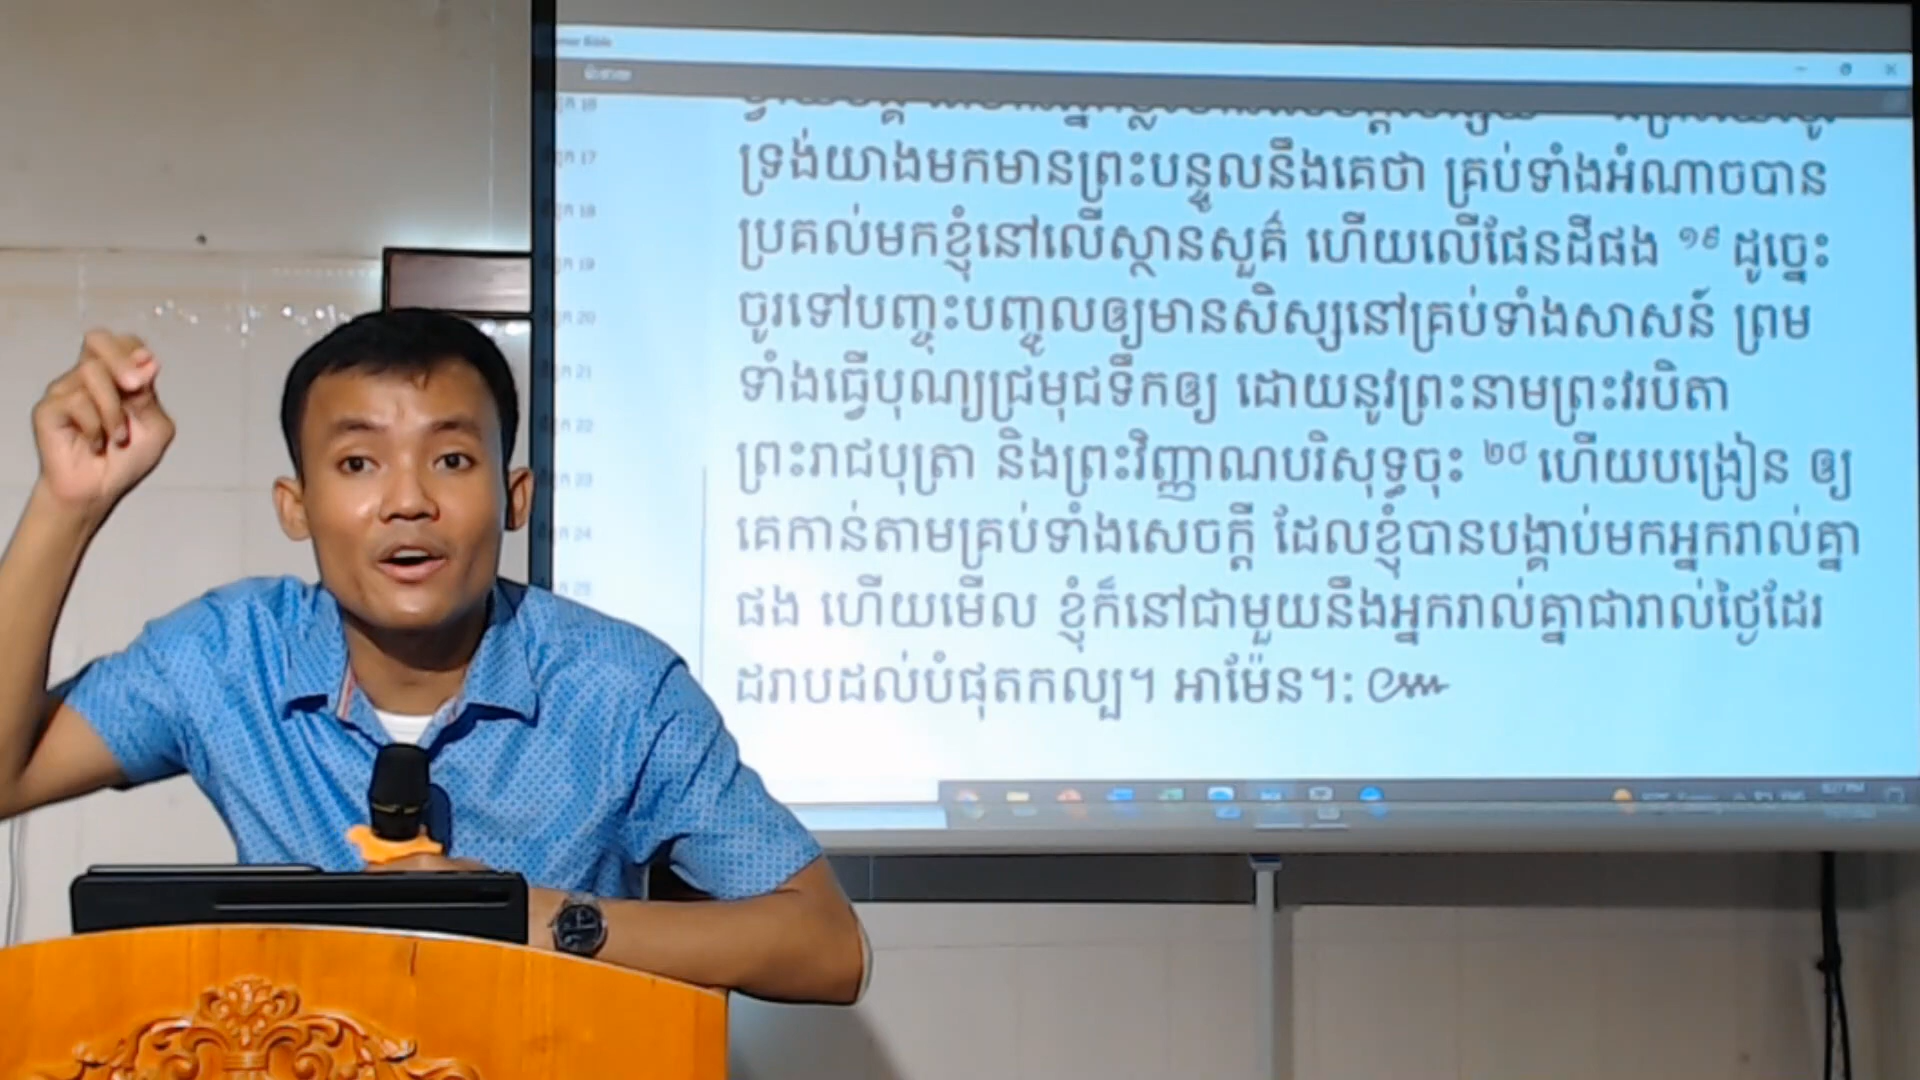 ជំពូក 17
ទ្រង់យាងមកមានព្រះបន្ទូលនឹងគេថា គ្រប់ទាំងអំណាចបាន
ប្រគល់មកខ្ញុំនៅលើស្ថានសួគ៌ ហើយលើផែនដីផង ១៩ ដូច្នេះ
ចូរទៅបញ្ចុះបញ្ចូលឲ្យមានសិស្សនៅគ្រប់ទាំងសាសន៍ ព្រម
ទាំងធ្វើបុណ្យជ្រមុជទឹកឲ្យ ដោយនូវព្រះនាមព្រះវរបិតា
ព្រះរាជបុត្រា និងព្រះវិញ្ញាណបរិសុទ្ធចុះ ២០ ហើយបង្រៀន ឲ្យ
គេកាន់តាមគ្រប់ទាំងសេចក្តី ដែលខ្ញុំបានបង្គាប់មកអ្នករាល់គ្នា
ផង ហើយមើល ខ្ញុំក៏នៅជាមួយនឹងអ្នករាល់គ្នាជារាល់ថ្ងៃដែរ
ដរាបដល់បំផុតកល្ប។ អាម៉ែន។:៚